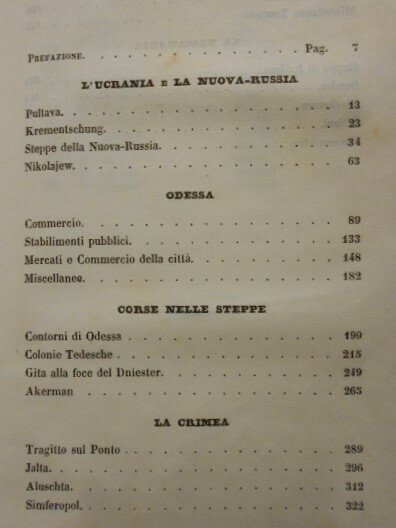 PREFAZIONE. . . . . . . . . . . . . Pag. 7
L'UCRANIA E LA NUOVA-RUSSIA
Pultava. . . . . . . . . . . . . . . 13
Krementschung. . . . . . . . . . . . 23
Steppe della Nuova-Russia. . . . . . . 34
Nikolajew. . . . . . . . . . . . . . 63
ODESSA
Commercio. . . . . . . . . . . . . . 89
Stabilimenti pubblici. . . . . . . . . 133
Mercati e Commercio della città. . . . 148
Miscellanee. . . . . . . . . . . . . 182
CORSE NELLE STEPPE
Contorni di Odessa . . . . . . . . . . 199
Colonie Tedesche . . . . . . . . . . . 218
Gita alla foce del Dniester. . . . . . 249
Akerman . . . . . . . . . . . . . . 265
LA CRIMEA
Tragitto sul Ponto . . . . . . . . . . 289
Jalta. . . . . . . . . . . . . . . . 296
Aluschta. . . . . . . . . . . . . . 312
Simferopol. . . . . . . . . . . . . 322